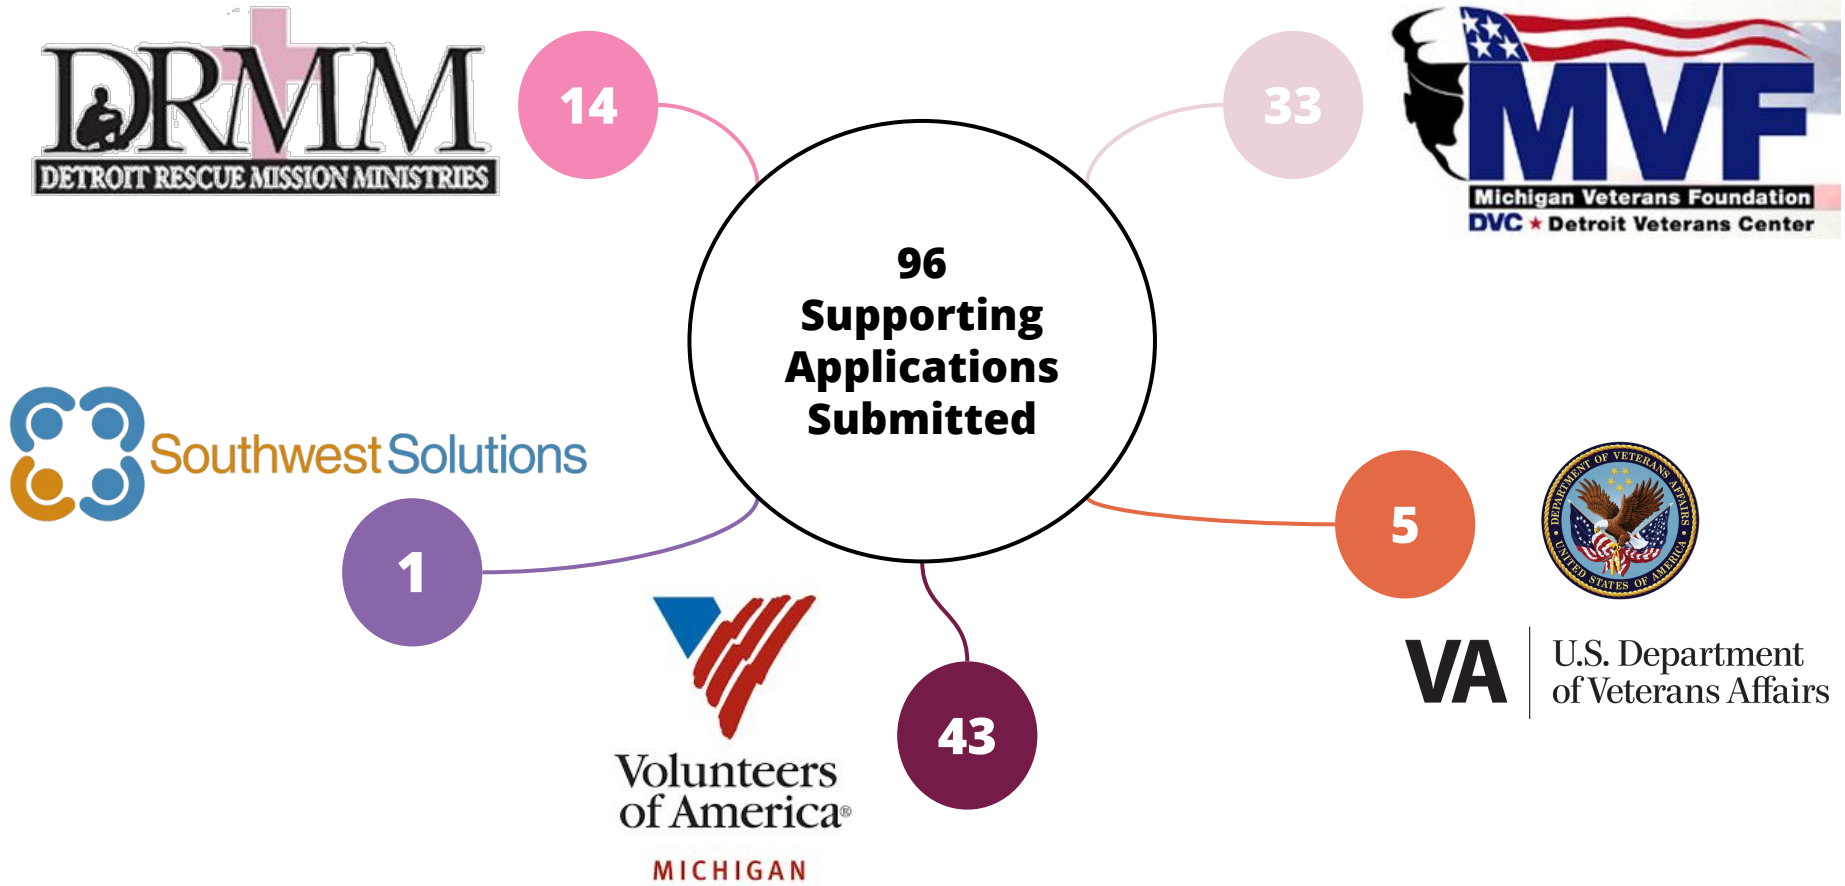 DRMM
DETROIT RESCUE MISSION MINISTRIES
14
33
MVF
Michigan Veterans Foundation
DVC ★ Detroit Veterans Center
96
Supporting
Applications
Submitted
Southwest Solutions
1
5
DEPARTMENT OF VETERANS AFFAIRS
UNITED STATES OF AMERICA
VA
U.S. Department
of Veterans Affairs
43
Volunteers
of America®
MICHIGAN